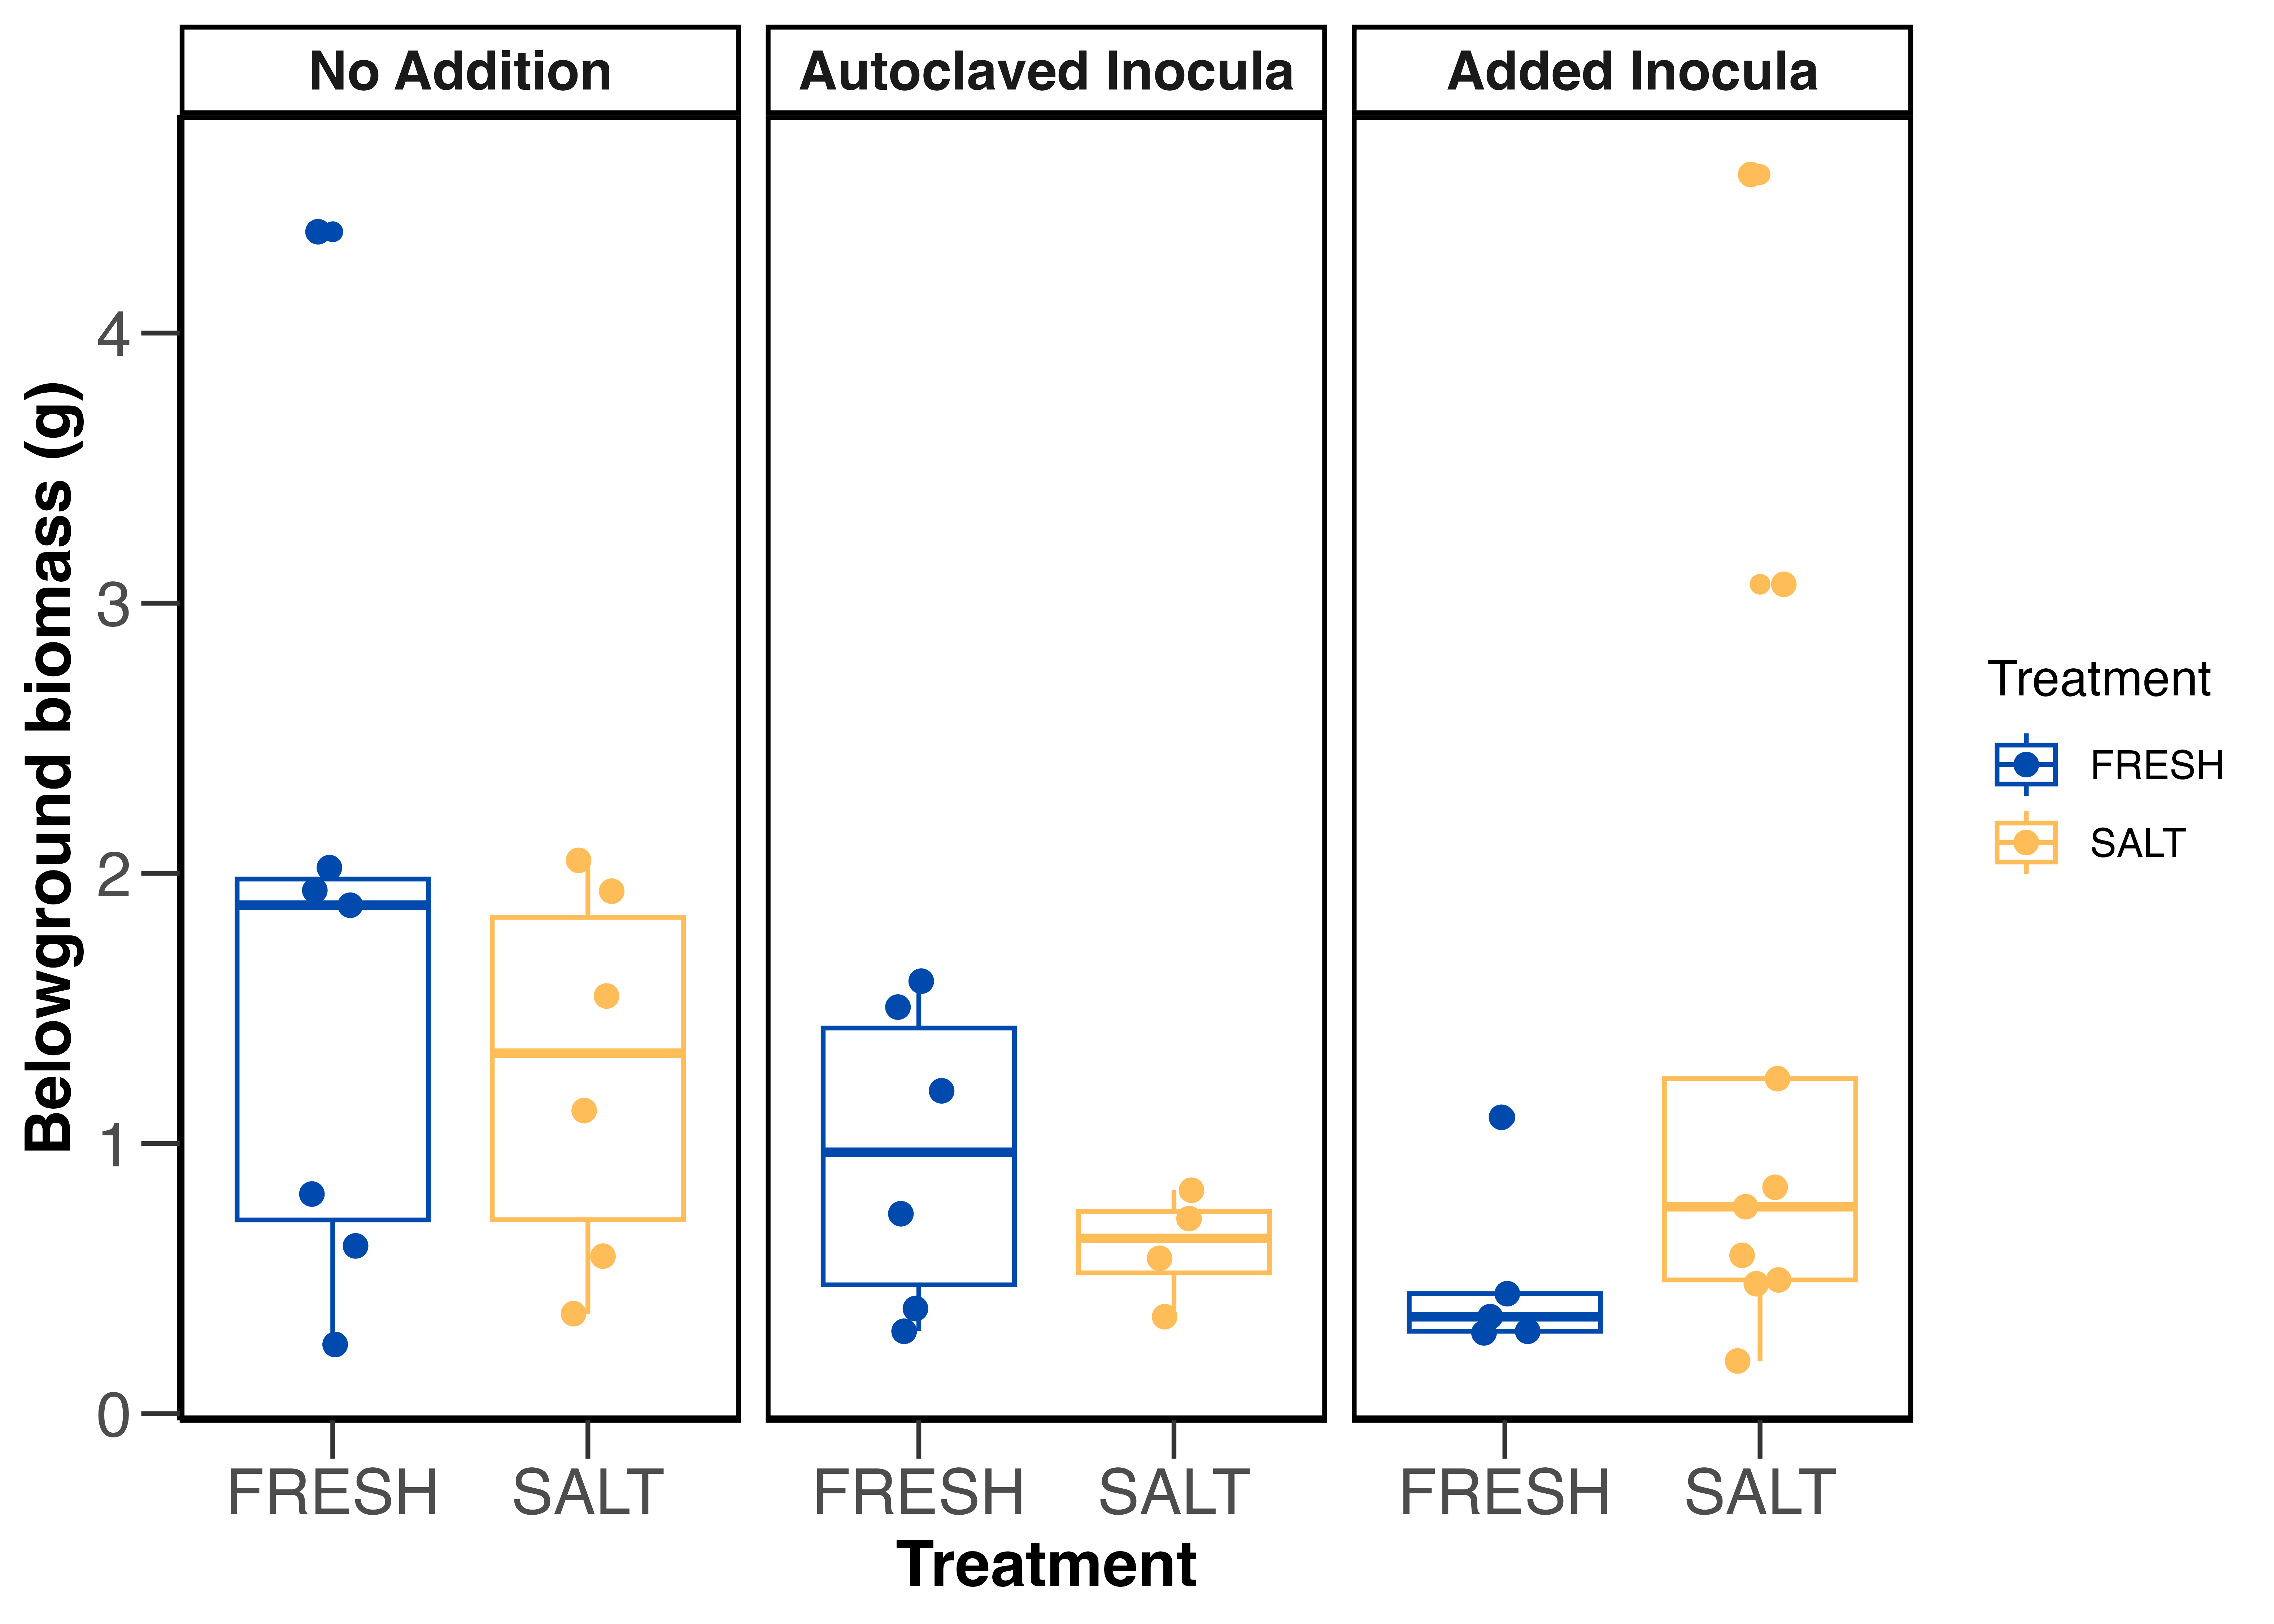 No Addition
Autoclaved Inocula
Added Inocula
Belowground biomass (g)
4
3
2
1
0
FRESH
SALT
FRESH
SALT
FRESH
SALT
Treatment
Treatment
FRESH
SALT